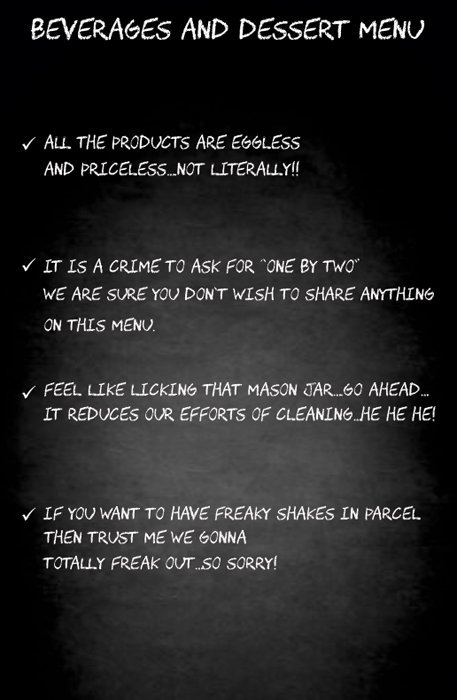 BEVERAGES AND DESSERT MENU
✓ ALL THE PRODUCTS ARE EGGLESS
AND PRICELESS...NOT LITERALLY!!
✓ IT IS A CRIME TO ASK FOR "ONE BY TWO"
WE ARE SURE YOU DON'T WISH TO SHARE ANYTHING
ON THIS MENU.
✓ FEEL LIKE LICKING THAT MASON JAR....GO AHEAD...
IT REDUCES OUR EFFORTS OF CLEANING...HE HE HE!
✓ IF YOU WANT TO HAVE FREAKY SHAKES IN PARCEL
THEN TRUST ME WE GONNA
TOTALLY FREAK OUT...SO SORRY!